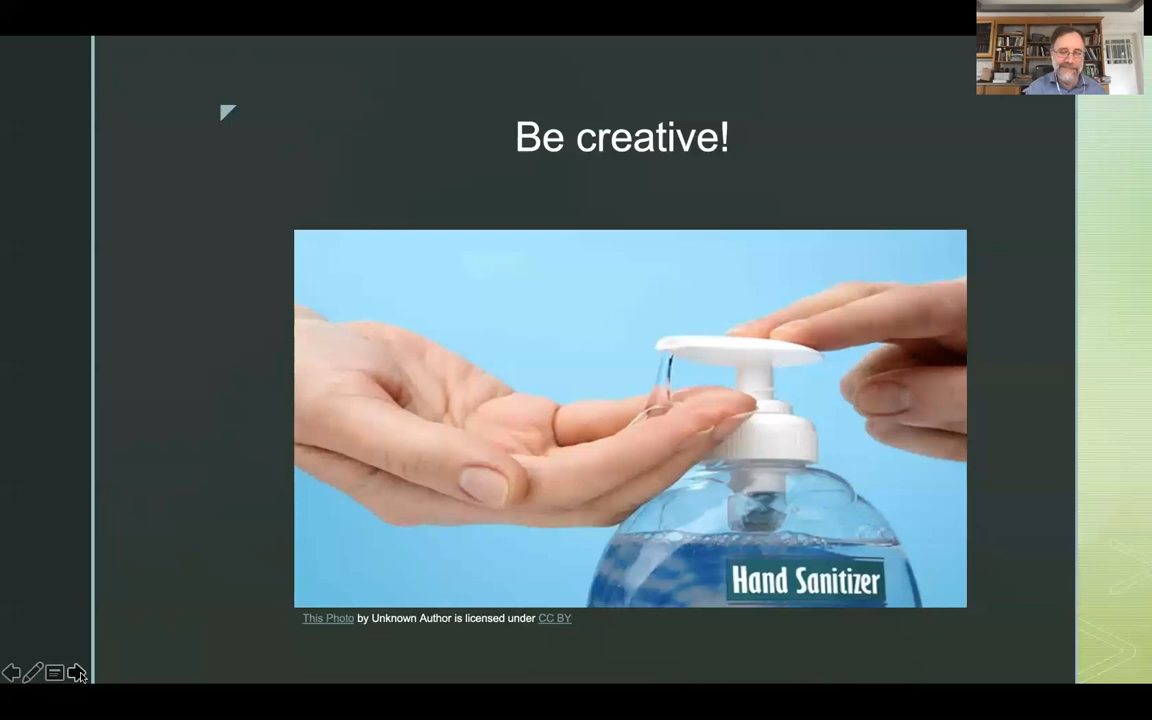 Be creative!
Hand Sanitizer
This Photo by Unknown Author is licensed under CC BY